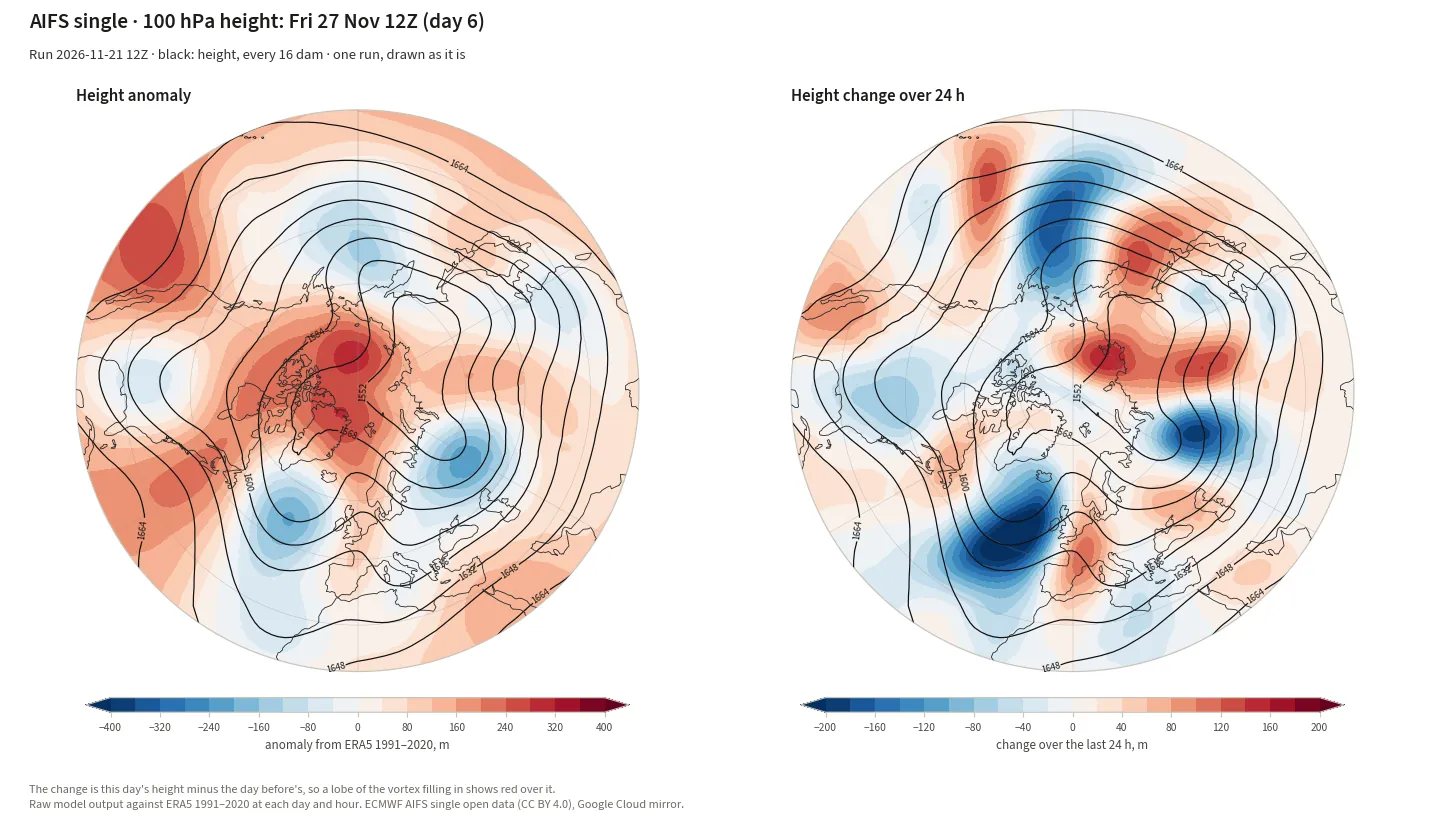 AIFS single · 100 hPa height: Fri 27 Nov 12Z (day 6)
Run 2026-11-21 12Z · black: height, every 16 dam · one run, drawn as it is
Height anomaly
Height change over 24 h
1664
1584
1552
1568
1600
1664
1616
1632
1648
1664
1648
1664
1584
1552
1568
1600
1664
1616
1632
1648
1664
1648
−400 −320 −240 −160 −80 0 80 160 240 320 400
anomaly from ERA5 1991–2020, m
−200 −160 −120 −80 −40 0 40 80 120 160 200
change over the last 24 h, m
The change is this day's height minus the day before's, so a lobe of the vortex filling in shows red over it.
Raw model output against ERA5 1991–2020 at each day and hour. ECMWF AIFS single open data (CC BY 4.0), Google Cloud mirror.